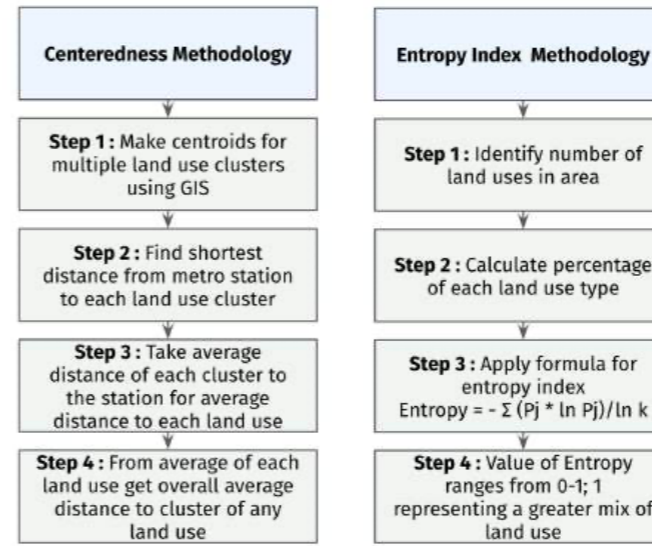 Centeredness Methodology
Step 1 : Make centroids for
multiple land use clusters
using GIS
Step 2 : Find shortest
distance from metro station
to each land use cluster
Step 3 : Take average
distance of each cluster to
the station for average
distance to each land use
Step 4 : From average of each
land use get overall average
distance to cluster of any
land use
Entropy Index Methodology
Step 1 : Identify number of
land uses in area
Step 2 : Calculate percentage
of each land use type
Step 3 : Apply formula for
entropy index
Entropy = - Σ (Pj * ln Pj)/ln k
Step 4 : Value of Entropy
ranges from 0-1; 1
representing a greater mix of
land use